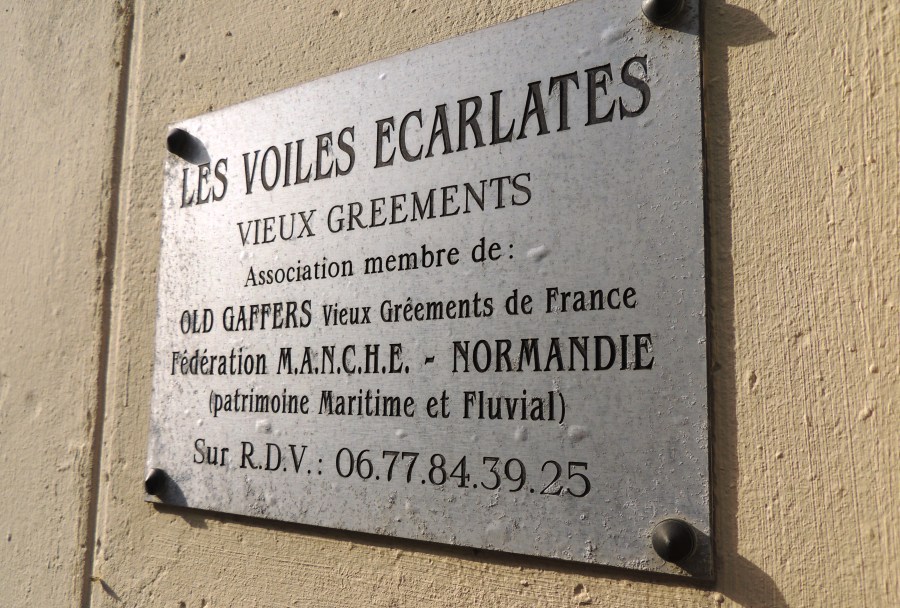 LES VOILES ECARLATES
VIEUX GREEMENTS
Association membre de :
OLD GAFFERS Vieux Gréements de France
Fédération M.A.N.C.H.E. - NORMANDIE
(patrimoine Maritime et Fluvial)
Sur R.D.V. : 06.77.84.39.25